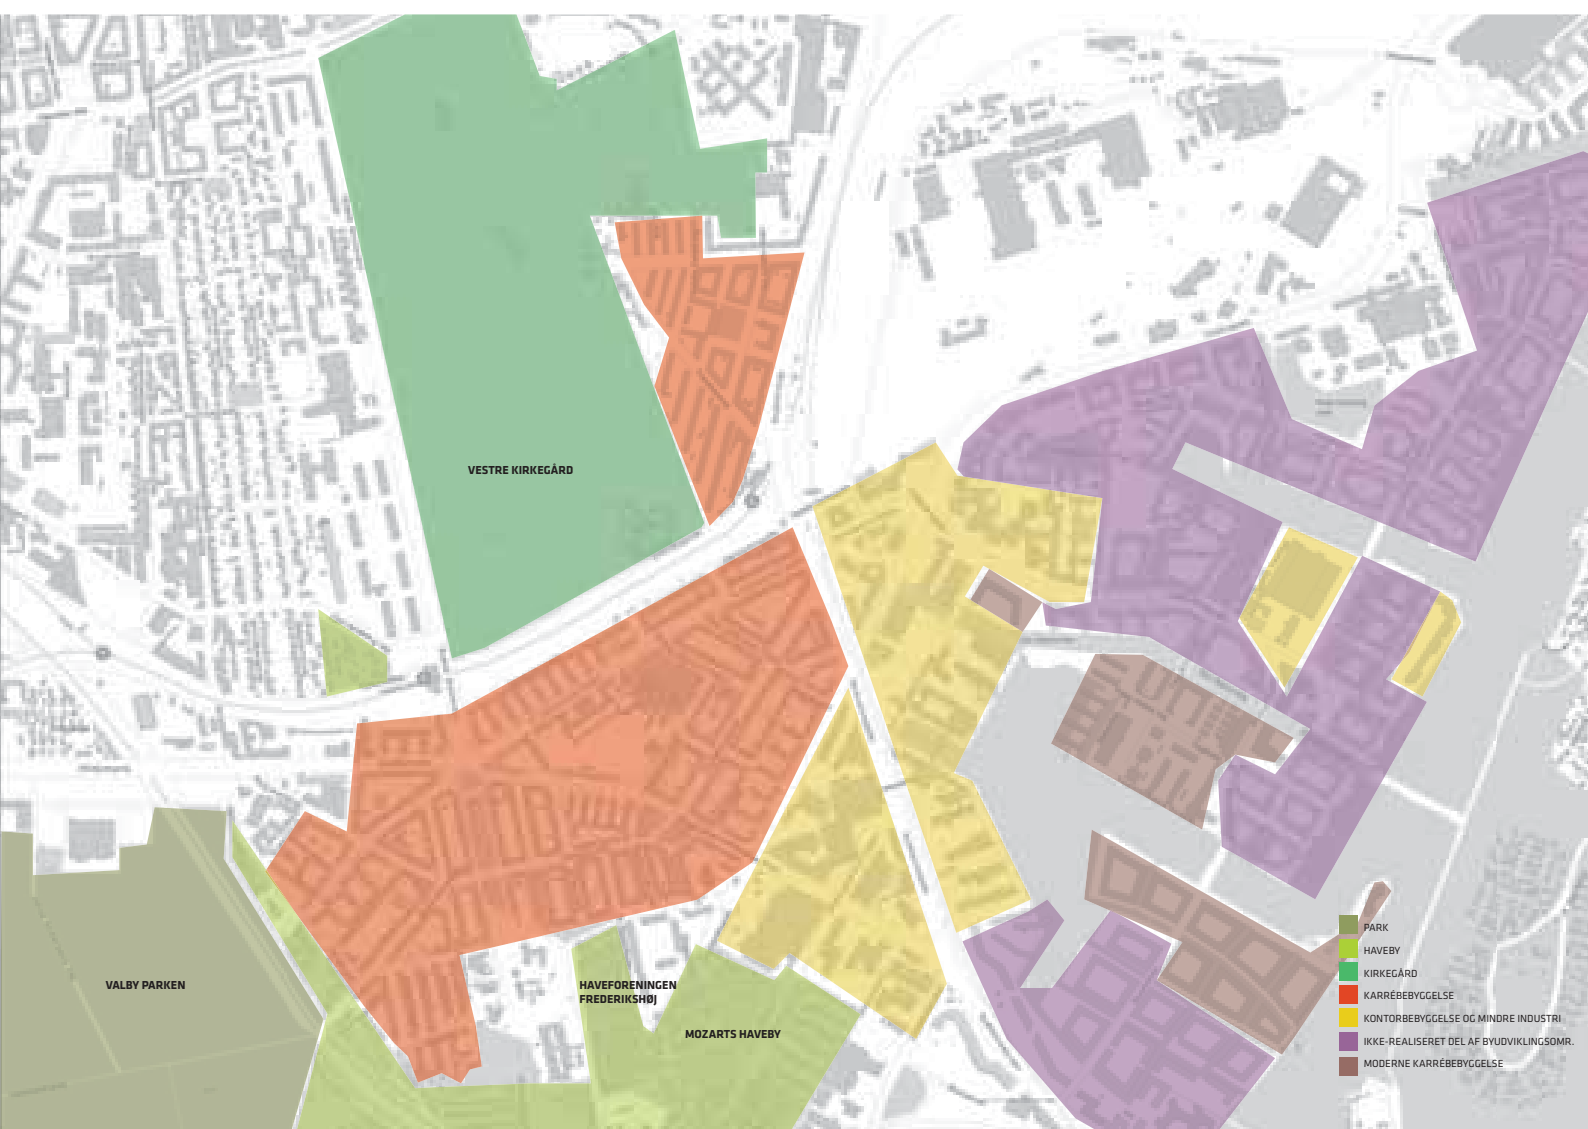 VESTRE KIRKEGÅRD
VALBY PARKEN
HAVEFORENINGEN
FREDERIKSHØJ
MOZARTS HAVEBY
PARK
HAVEBY
KIRKEGÅRD
KARRÉBEBYGGELSE
KONTORBEBYGGELSE OG MINDRE INDUSTRI
IKKE-REALISERET DEL AF BYUDVIKLINGSOMR.
MODERNE KARRÉBEBYGGELSE